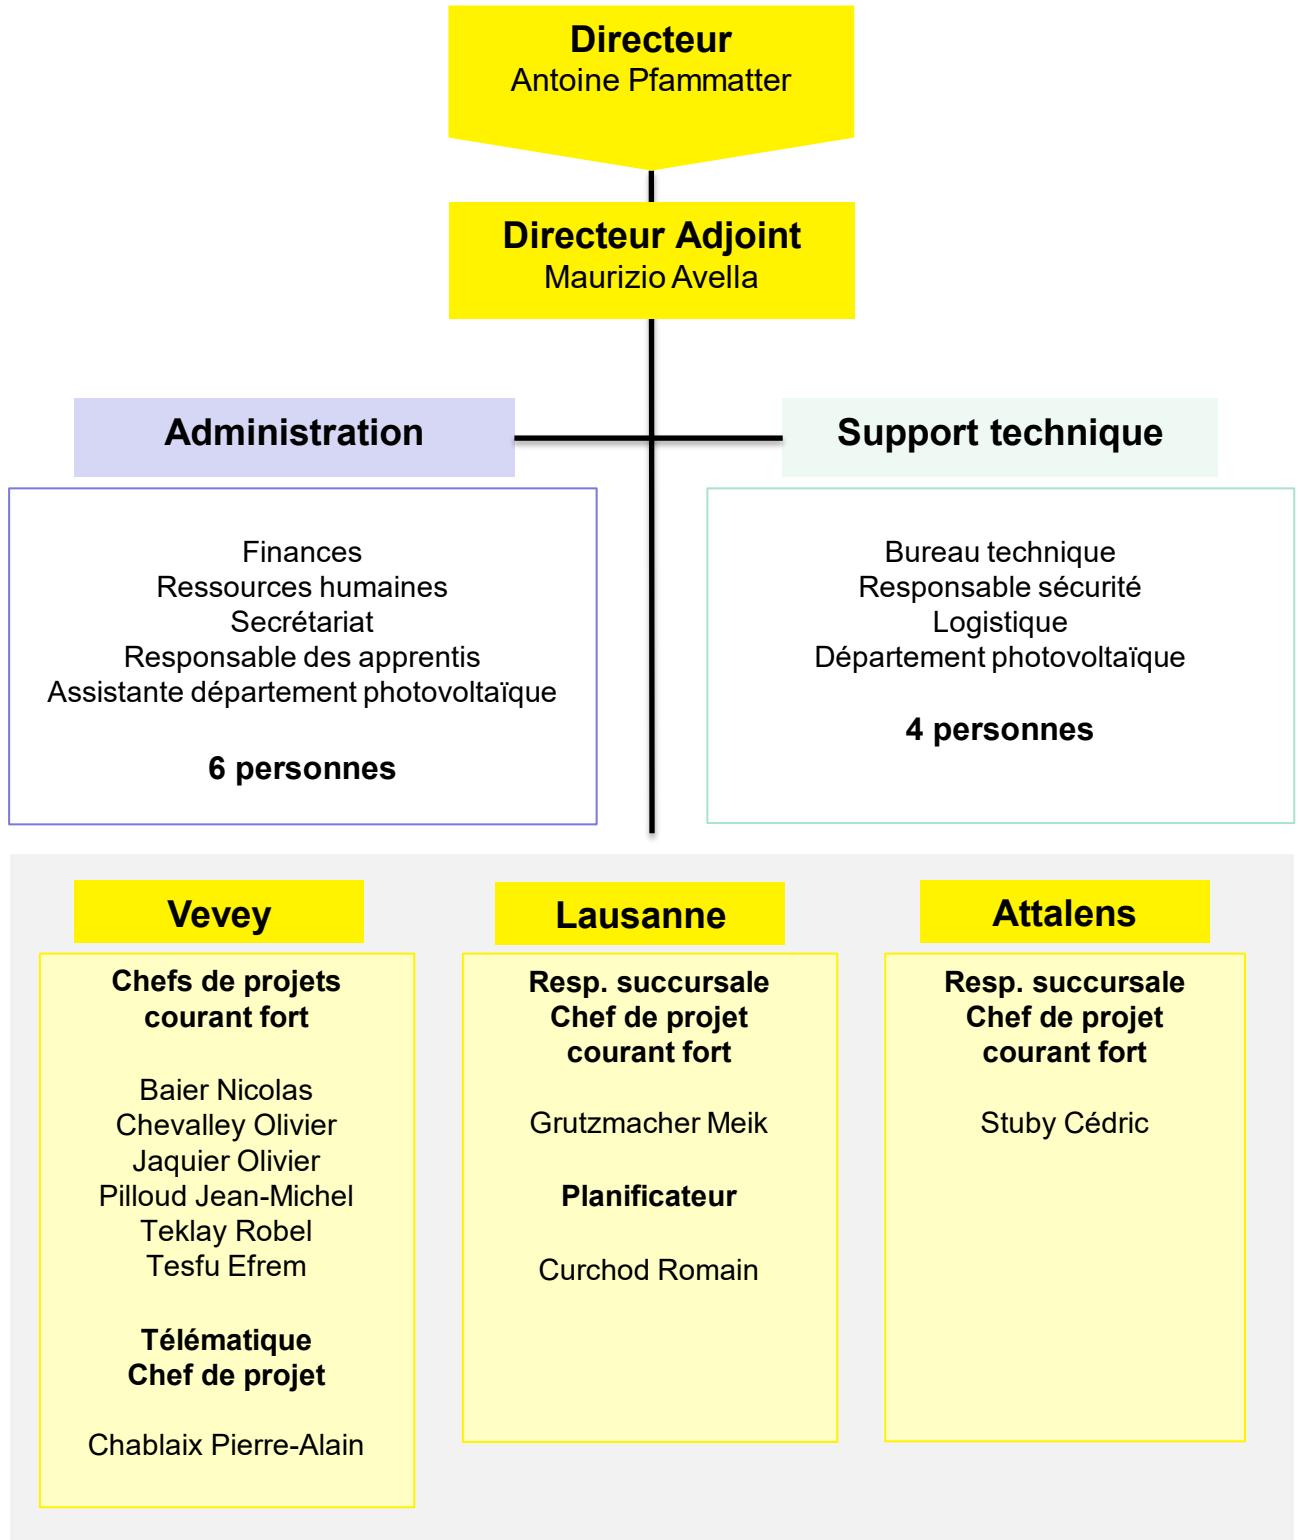 Directeur
Antoine Pfammatter
Directeur Adjoint
Maurizio Avella
Administration
Finances
Ressources humaines
Secrétariat
Responsable des apprentis
Assistante département photovoltaïque
6 personnes
Support technique
Bureau technique
Responsable sécurité
Logistique
Département photovoltaïque
4 personnes
Vevey
Chefs de projets
courant fort
Baier Nicolas
Chevalley Olivier
Jaquier Olivier
Pilloud Jean-Michel
Teklay Robel
Tesfu Efrem
Télématique
Chef de projet
Chablaix Pierre-Alain
Lausanne
Resp. succursale
Chef de projet
courant fort
Grutzmacher Meik
Planificateur
Curchod Romain
Attalens
Resp. succursale
Chef de projet
courant fort
Stuby Cédric